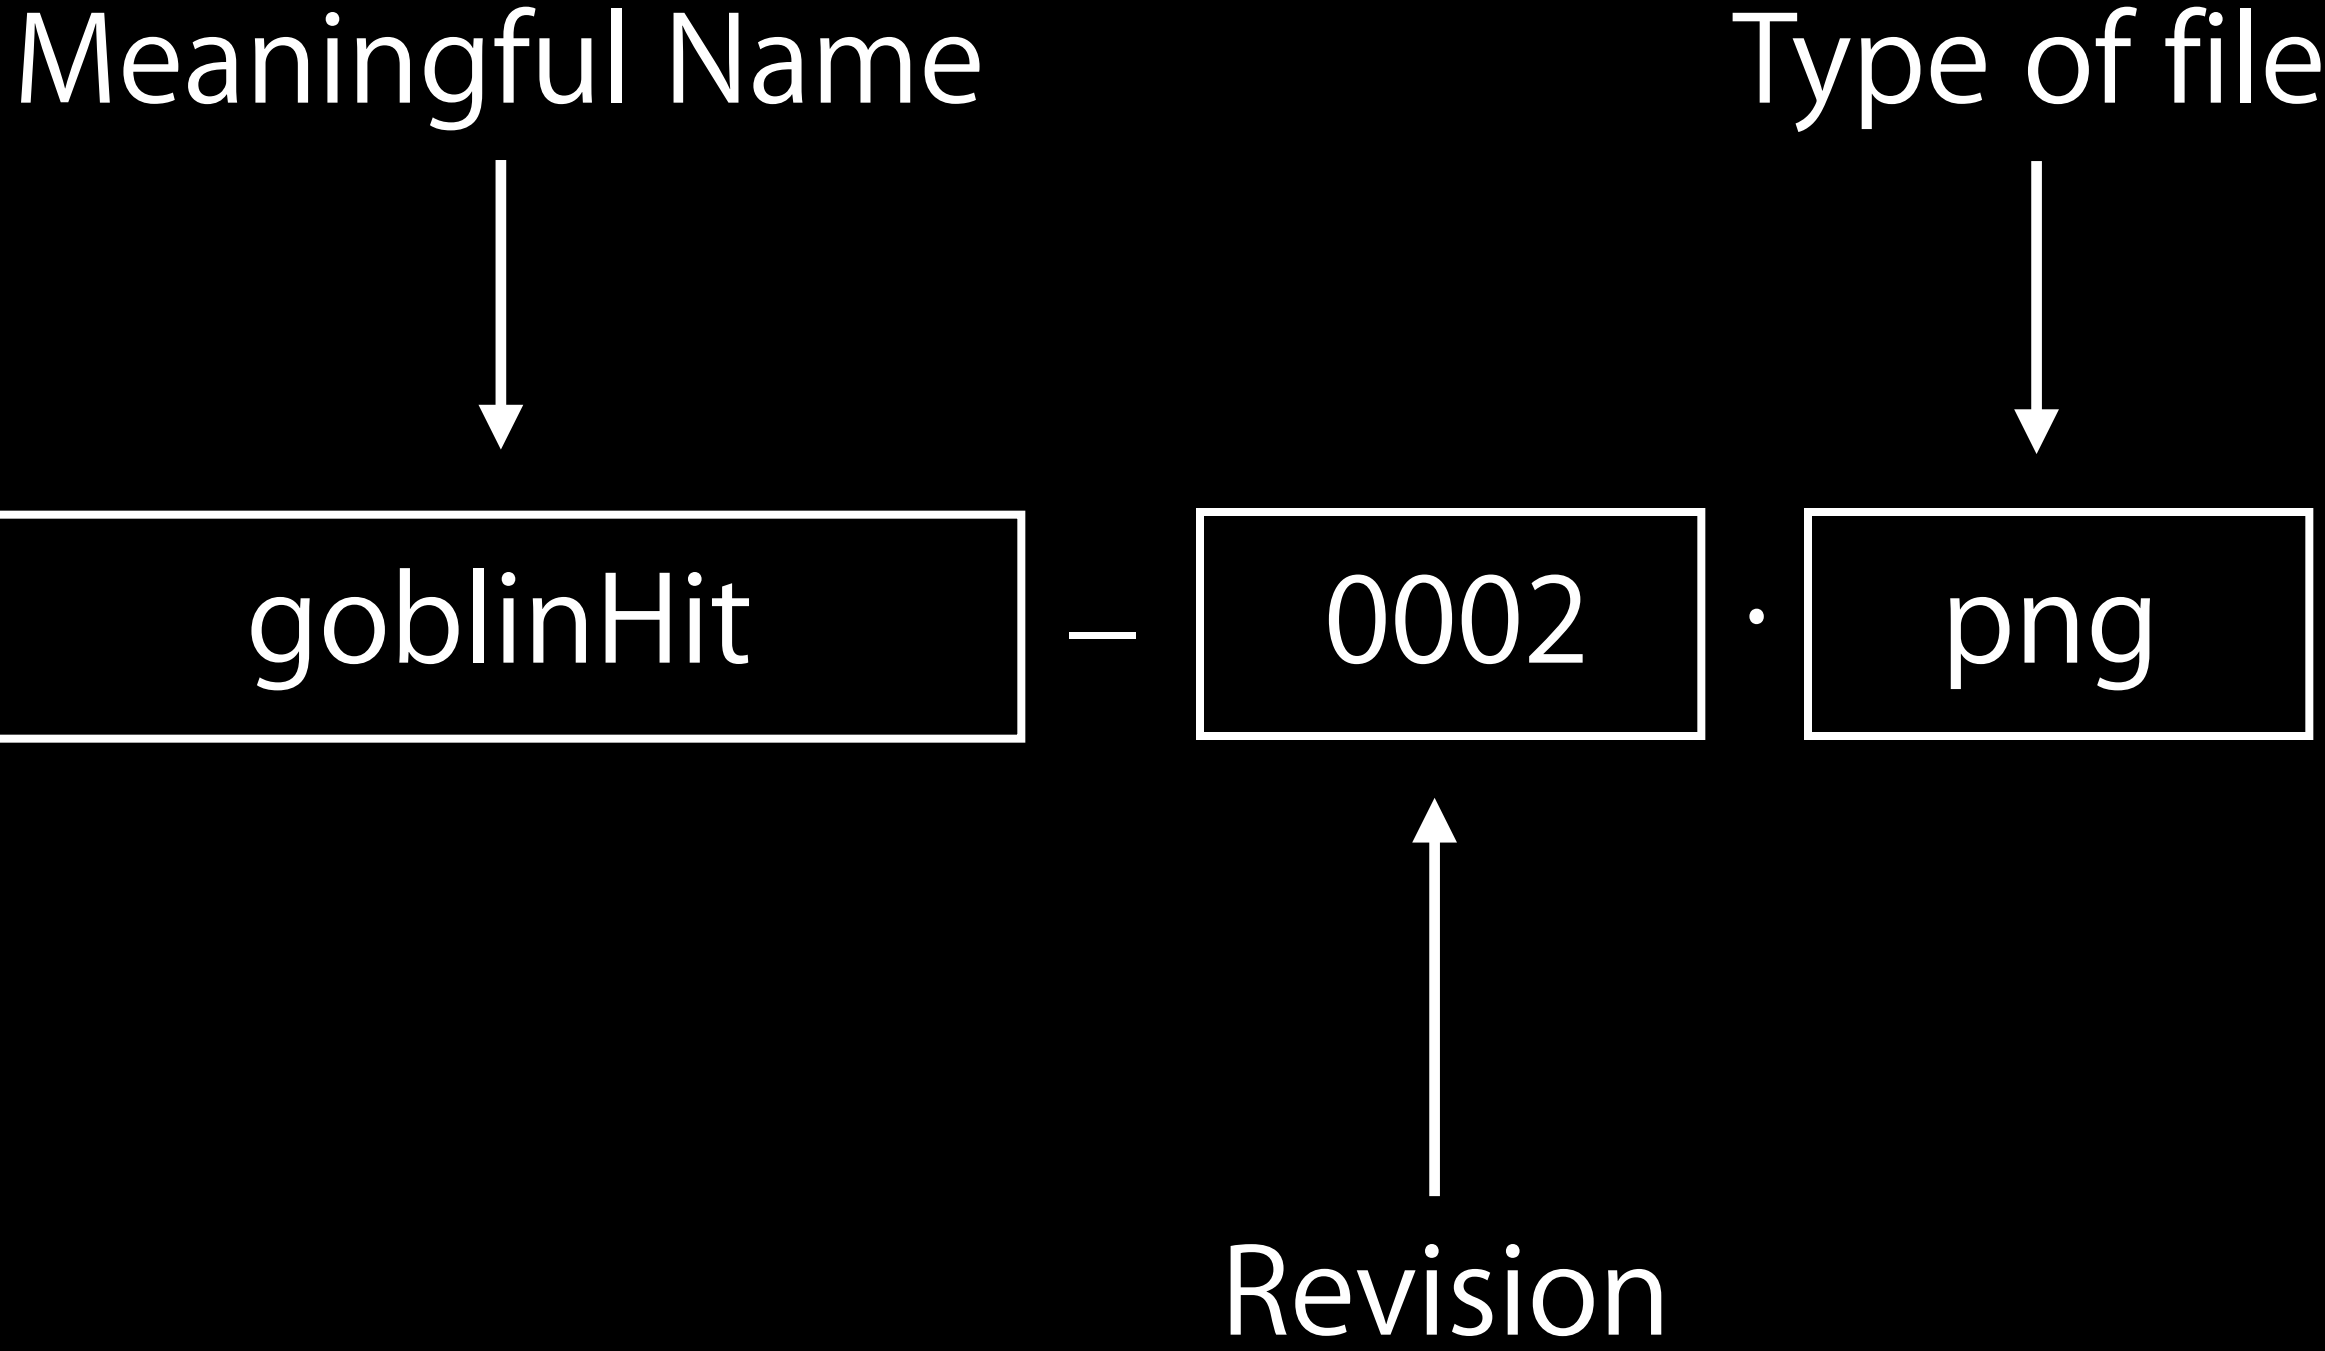 Meaningful Name Type of file
goblinHit – 0002 . png
Revision